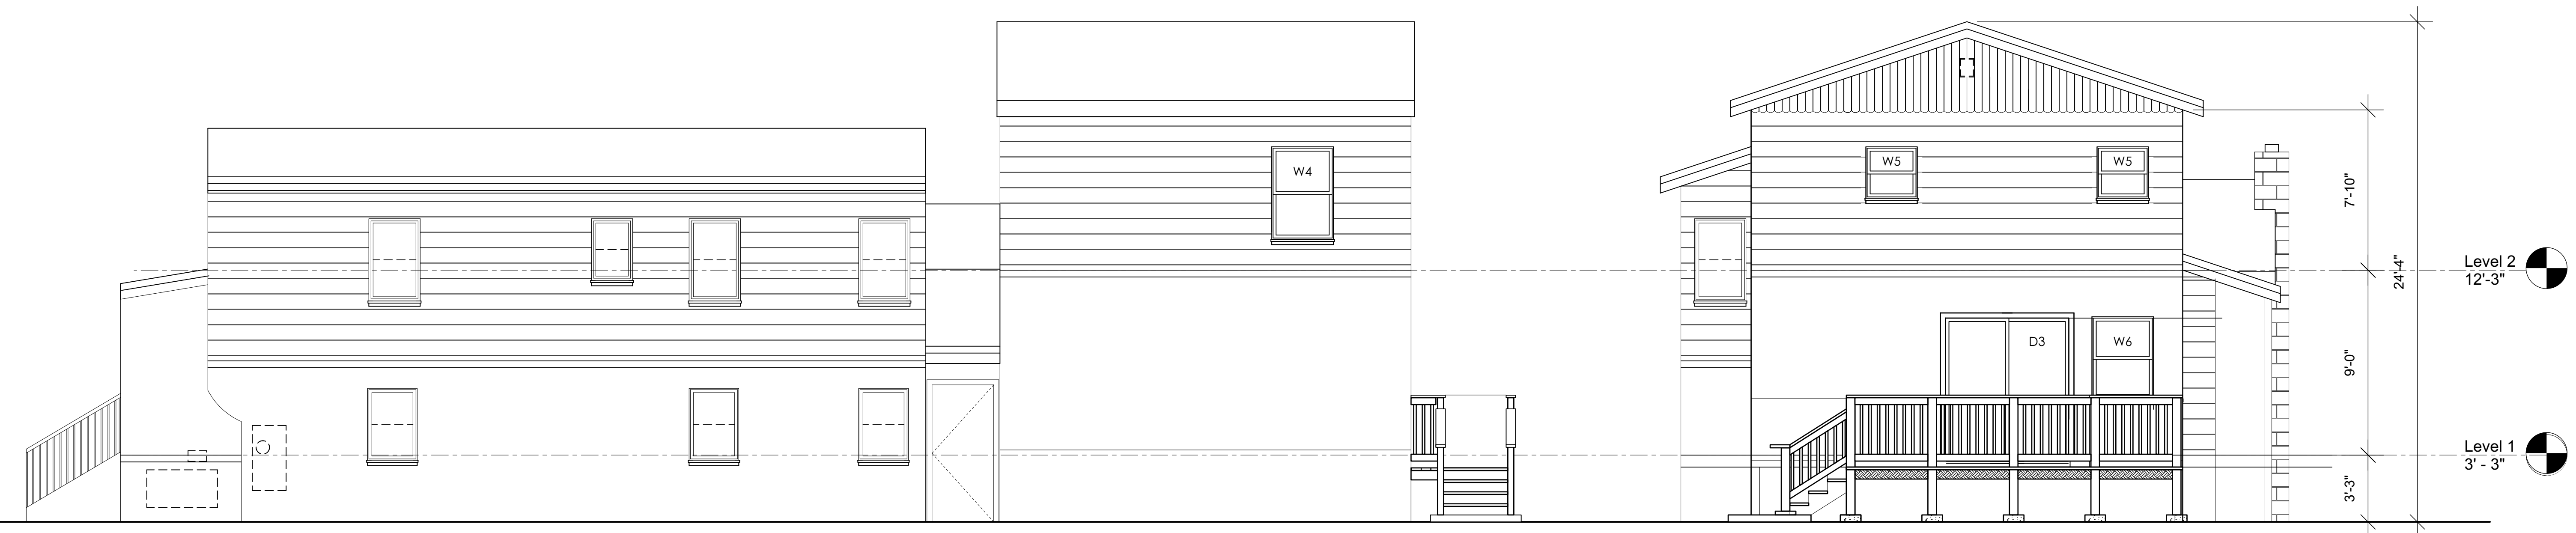 W4
W5
W5
D3
W6
7'-10"
9'-0"
3'-3"
24'-4"
Level 2
12'-3"
Level 1
3' - 3"